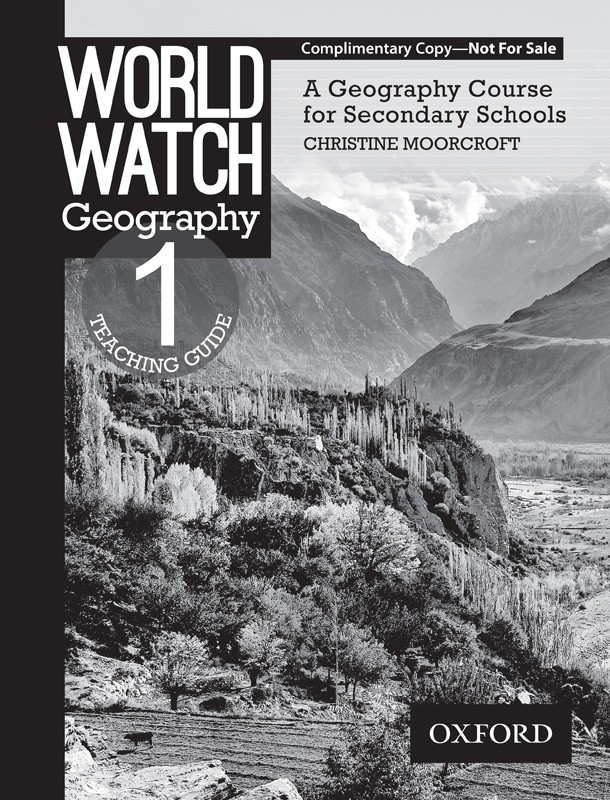 Complimentary Copy—Not For Sale
WORLD
WATCH
Geography
1
TEACHING GUIDE
A Geography Course
for Secondary Schools
CHRISTINE MOORCROFT
OXFORD